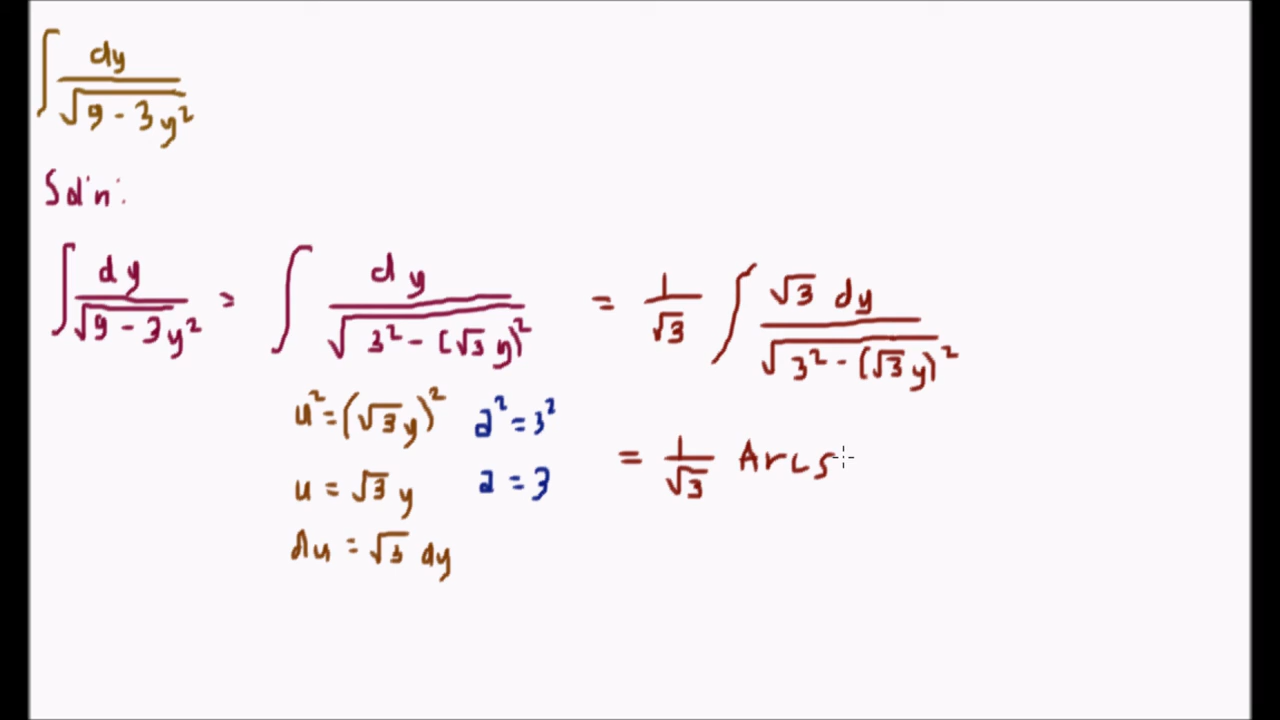 ∫ dy / √(9 - 3y²)
Sol'n:
∫ dy / √(9 - 3y²) = ∫ dy / √(3² - (√3 y)²) = 1/√3 ∫ √3 dy / √(3² - (√3 y)²)
u² = (√3 y)² a² = 3²
= 1/√3 Arcs
u = √3 y a = 3
du = √3 dy